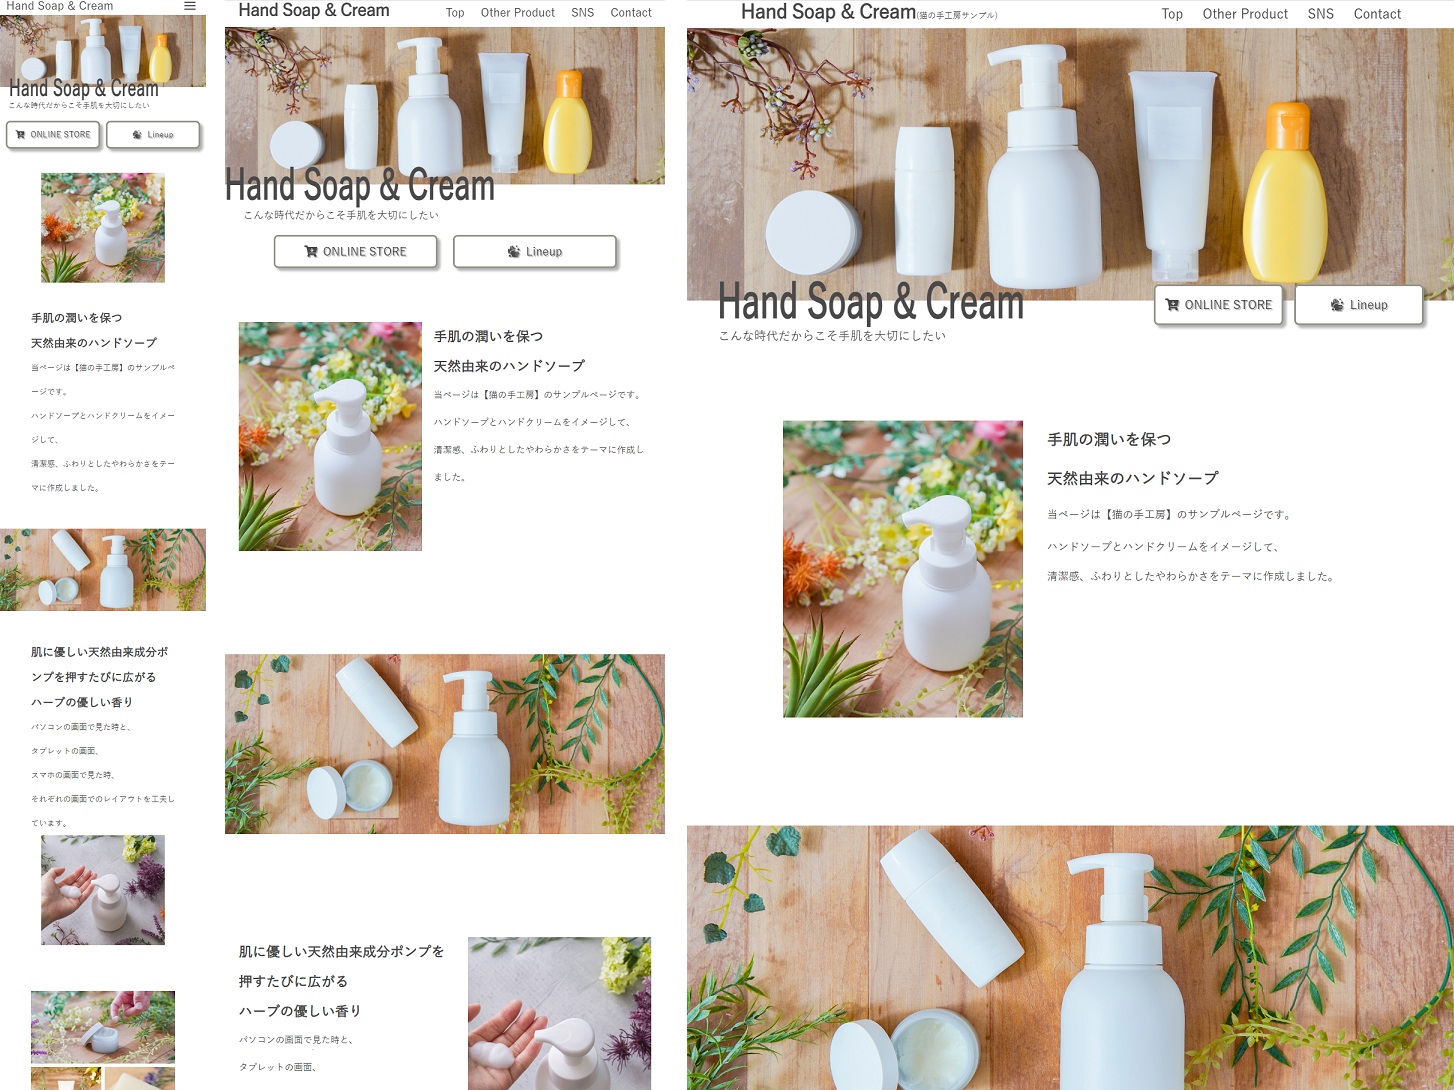 Hand Soap & Cream
Hand Soap & Cream
こんな時代だからこそ手肌を大切にしたい
ONLINE STORE
Lineup
手肌の潤いを保つ
天然由来のハンドソープ
当ページは【猫の手工房】のサンプルペ
ージです。
ハンドソープとハンドクリームをイメー
ジして、
清潔感、ふわりとしたやわらかさをテー
マに作成しました。
肌に優しい天然由来成分ポ
ンプを押すたびに広がる
ハーブの優しい香り
パソコンの画面で見た時と、
タブレットの画面、
スマホの画面で見た時、
それぞれの画面でのレイアウトを工夫し
ています。
Hand Soap & Cream
Top
Other Product
SNS
Contact
Hand Soap & Cream
こんな時代だからこそ手肌を大切にしたい
ONLINE STORE
Lineup
手肌の潤いを保つ
天然由来のハンドソープ
当ページは【猫の手工房】のサンプルページです。
ハンドソープとハンドクリームをイメージして、
清潔感、ふわりとしたやわらかさをテーマに作成し
ました。
肌に優しい天然由来成分ポンプを
押すたびに広がる
ハーブの優しい香り
パソコンの画面で見た時と、
タブレットの画面、
Hand Soap & Cream(猫の手工房サンプル)
Top
Other Product
SNS
Contact
Hand Soap & Cream
こんな時代だからこそ手肌を大切にしたい
ONLINE STORE
Lineup
手肌の潤いを保つ
天然由来のハンドソープ
当ページは【猫の手工房】のサンプルページです。
ハンドソープとハンドクリームをイメージして、
清潔感、ふわりとしたやわらかさをテーマに作成しました。